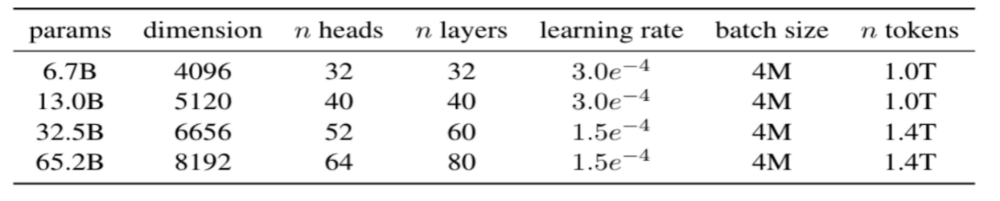 params dimension n heads n layers learning rate batch size n tokens
6.7B 4096 32 32 3.0e⁻⁴ 4M 1.0T
13.0B 5120 40 40 3.0e⁻⁴ 4M 1.0T
32.5B 6656 52 60 1.5e⁻⁴ 4M 1.4T
65.2B 8192 64 80 1.5e⁻⁴ 4M 1.4T